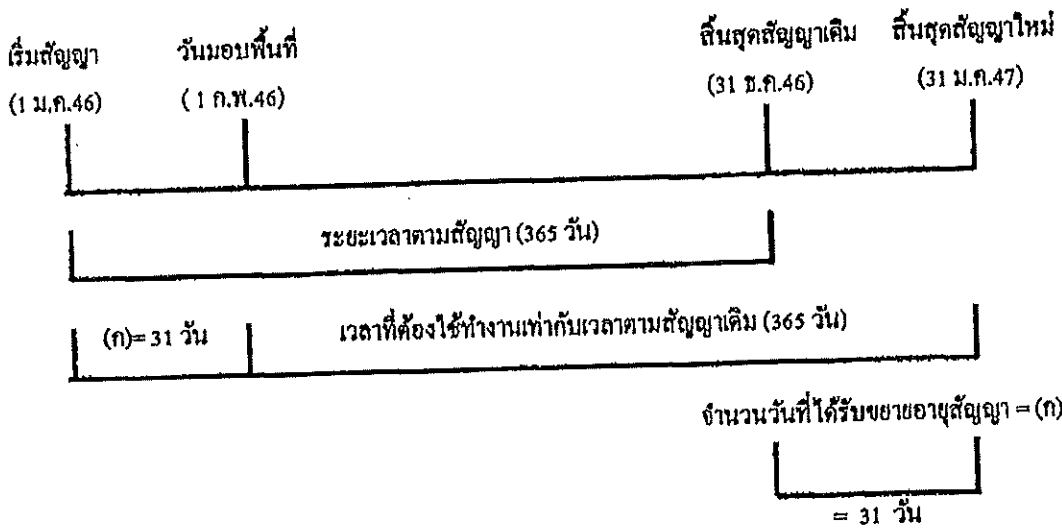 เริ่มสัญญา วันมอบพื้นที่ สิ้นสุดสัญญาเดิม สิ้นสุดสัญญาใหม่
(1 ม.ค.46) ( 1 ก.พ.46) (31 ธ.ค.46) (31 ม.ค.47)
ระยะเวลาตามสัญญา (365 วัน)
(ก)= 31 วัน เวลาที่ต้องใช้ทำงานเท่ากับเวลาตามสัญญาเดิม (365 วัน)
จำนวนวันที่ได้รับขยายอายุสัญญา = (ก)
= 31 วัน